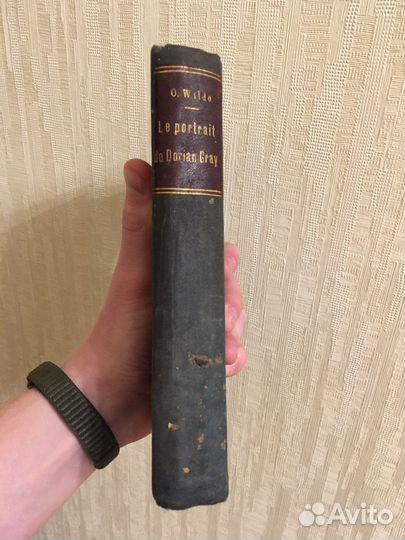 O. Wilde
Le portrait
de Dorian Gray
Avito